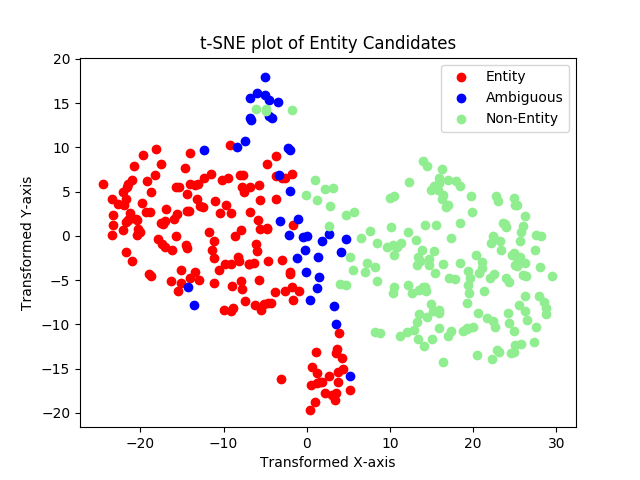 t-SNE plot of Entity Candidates
Entity
Ambiguous
Non-Entity
20
15
10
5
0
−5
−10
−15
−20
Transformed Y-axis
−20
−10
0
10
20
30
Transformed X-axis